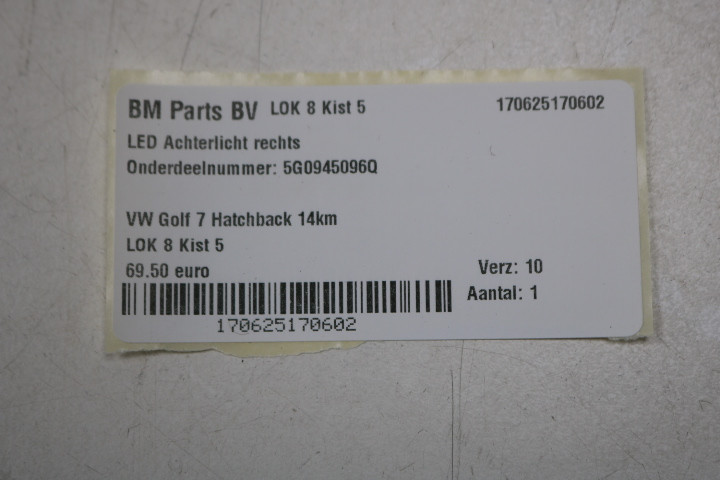 BM Parts BV LOK 8 Kist 5 170625170602
LED Achterlicht rechts
Onderdeelnummer: 5G0945096Q
VW Golf 7 Hatchback 14km
LOK 8 Kist 5
69.50 euro Verz: 10
Aantal: 1
170625170602